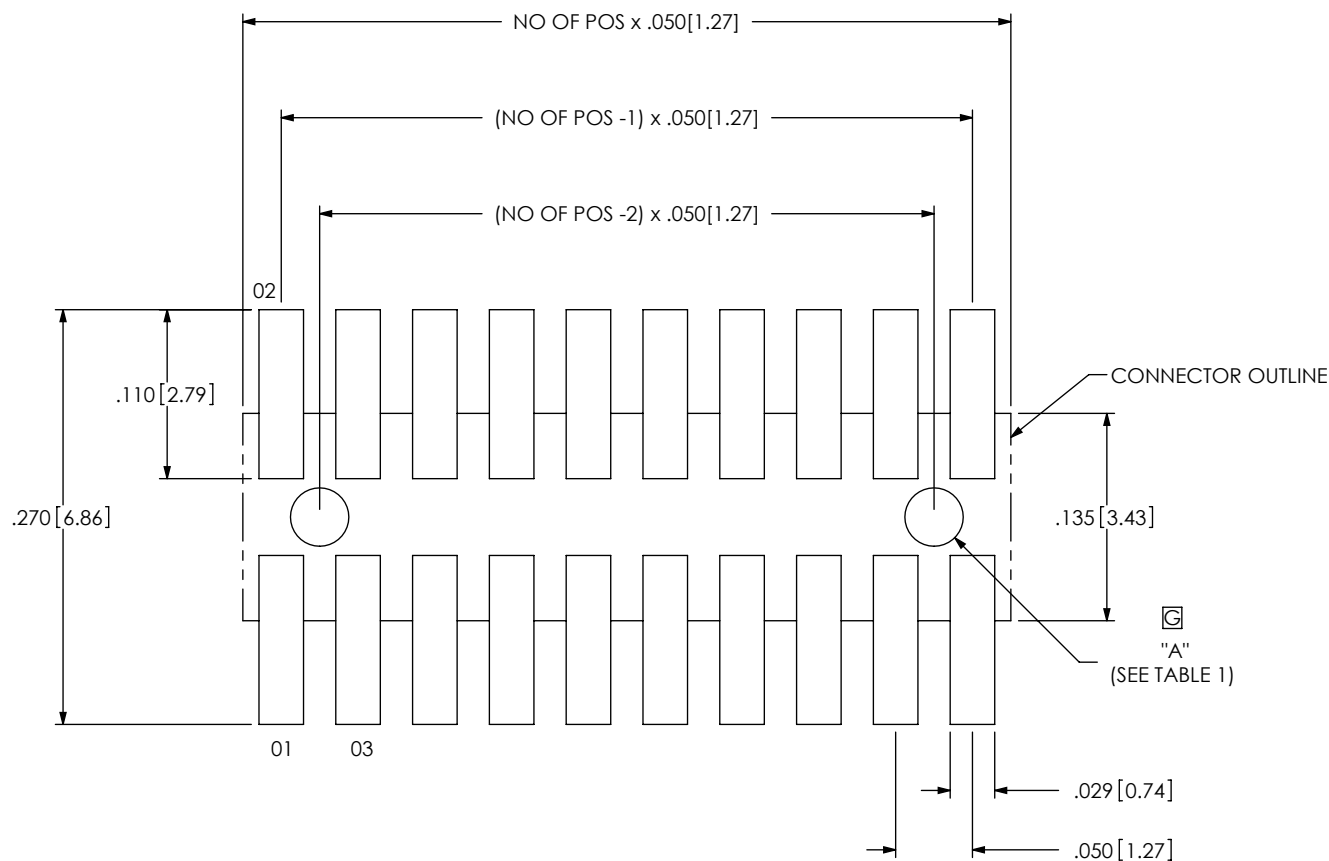 NO OF POS x .050[1.27]
(NO OF POS -1) x .050[1.27]
(NO OF POS -2) x .050[1.27]
02
CONNECTOR OUTLINE
.110[2.79]
.270[6.86]
.135[3.43]
G
"A"
(SEE TABLE 1)
01 03
.029[0.74]
.050[1.27]